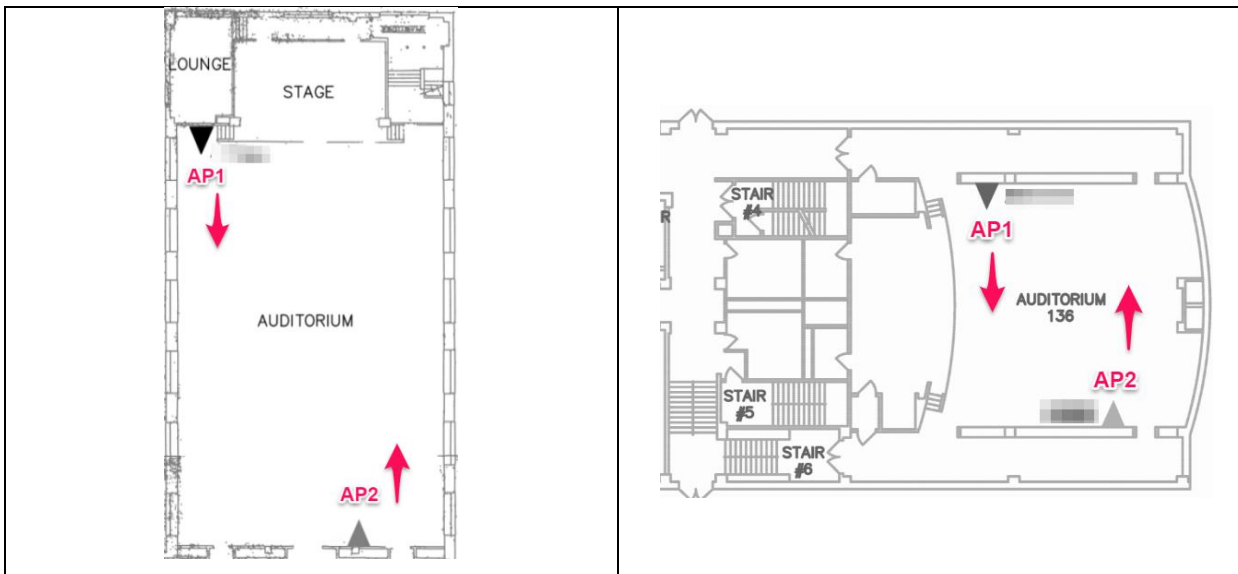 LOUNGE
STAGE
AP1
AUDITORIUM
AP2
STAIR
#4
R
AP1
AUDITORIUM
136
AP2
STAIR
#5
STAIR
#6